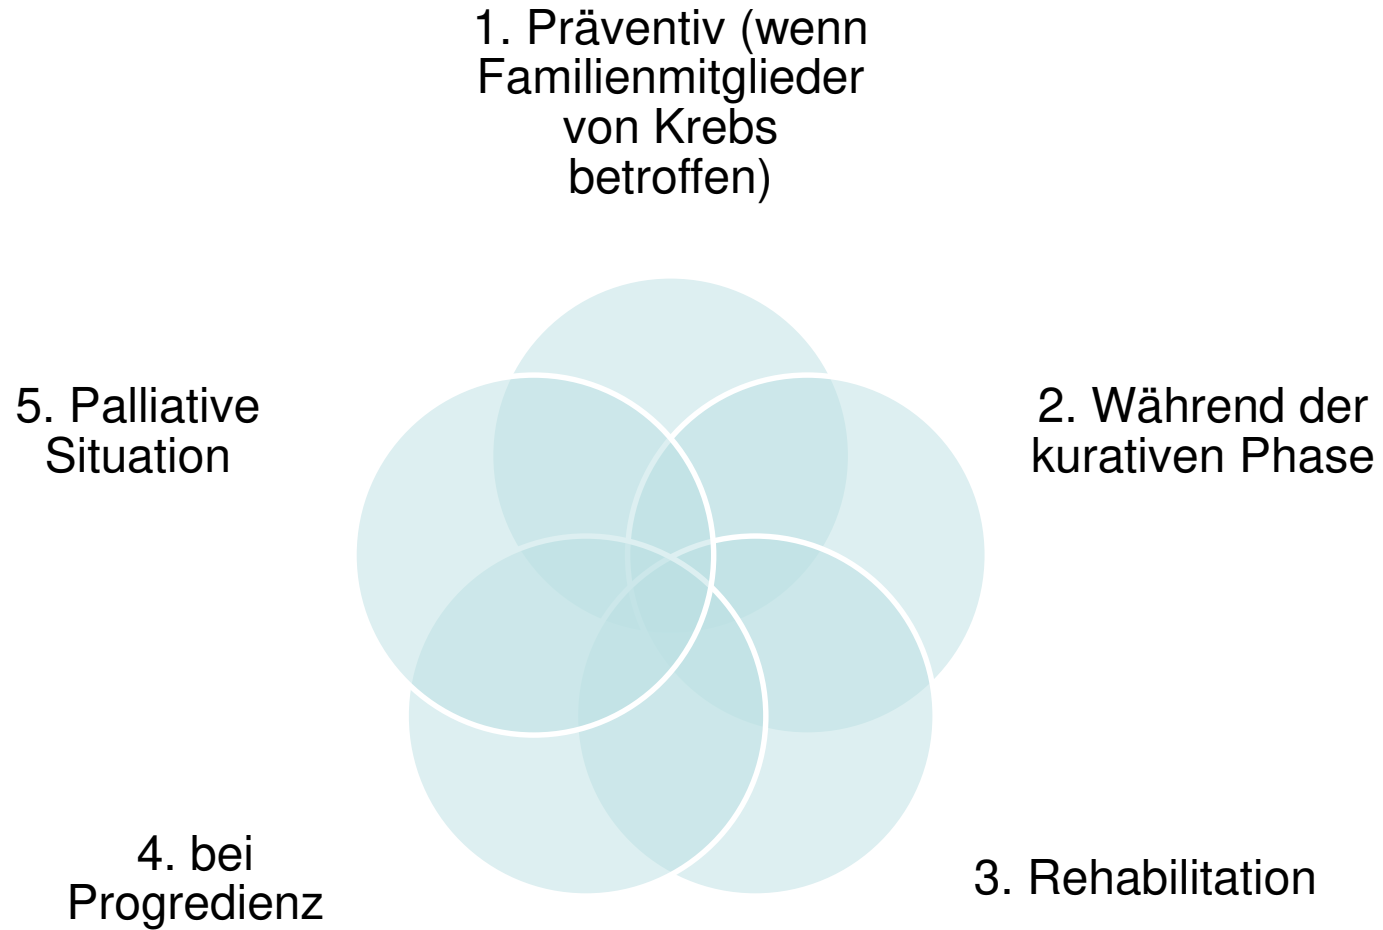 1. Präventiv (wenn
Familienmitglieder
von Krebs
betroffen)
2. Während der
kurativen Phase
3. Rehabilitation
4. bei
Progredienz
5. Palliative
Situation